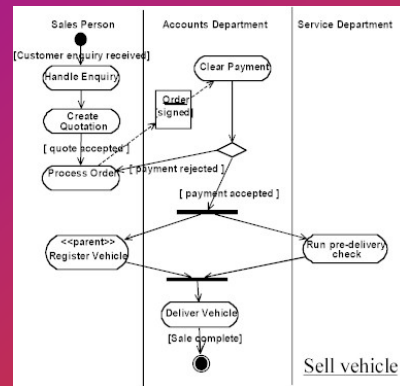 Sales Person
Accounts Department
Service Department
[Customer enquiry received]
Handle Enquiry
Clear Payment
Order
[signed]
Create
Quotation
[ quote accepted ]
Process Order
[ payment rejected ]
[ payment accepted ]
<<parent>>
Register Vehicle
Run pre-delivery
check
Deliver Vehicle
[Sale complete]
Sell vehicle